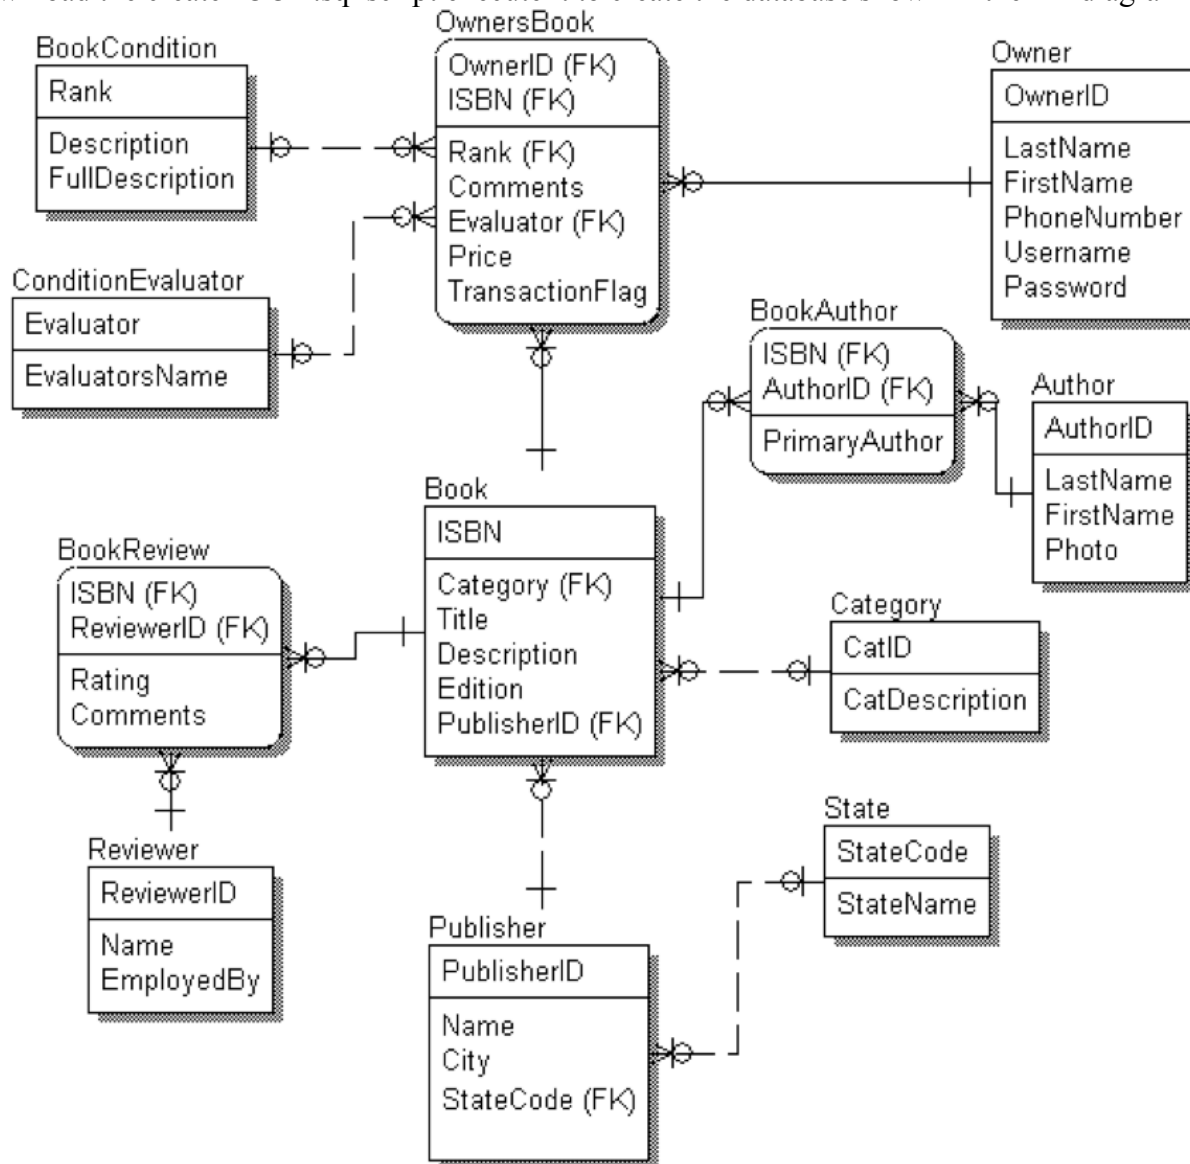 BookCondition
Rank
Description
FullDescription
OwnersBook
OwnerID (FK)
ISBN (FK)
Rank (FK)
Comments
Evaluator (FK)
Price
TransactionFlag
Owner
OwnerID
LastName
FirstName
PhoneNumber
Username
Password
ConditionEvaluator
Evaluator
EvaluatorsName
BookAuthor
ISBN (FK)
AuthorID (FK)
PrimaryAuthor
Author
AuthorID
LastName
FirstName
Photo
Book
ISBN
Category (FK)
Title
Description
Edition
PublisherID (FK)
BookReview
ISBN (FK)
ReviewerID (FK)
Rating
Comments
Category
CatID
CatDescription
Reviewer
ReviewerID
Name
EmployedBy
State
StateCode
StateName
Publisher
PublisherID
Name
City
StateCode (FK)